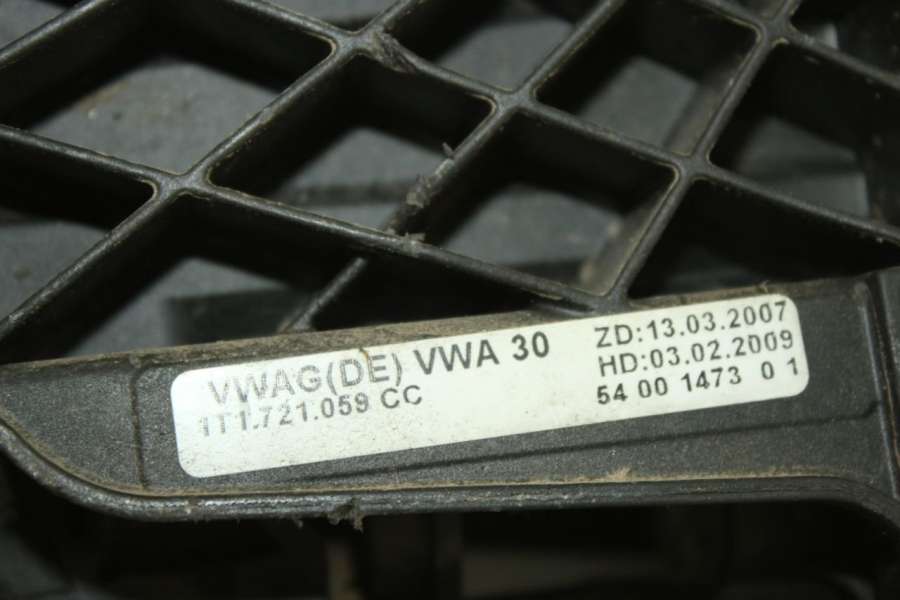 VWAG(DE) VWA 30
1T1.721.059 CC
ZD:13.03.2007
HD:03.02.2009
54 00 1473 0 1